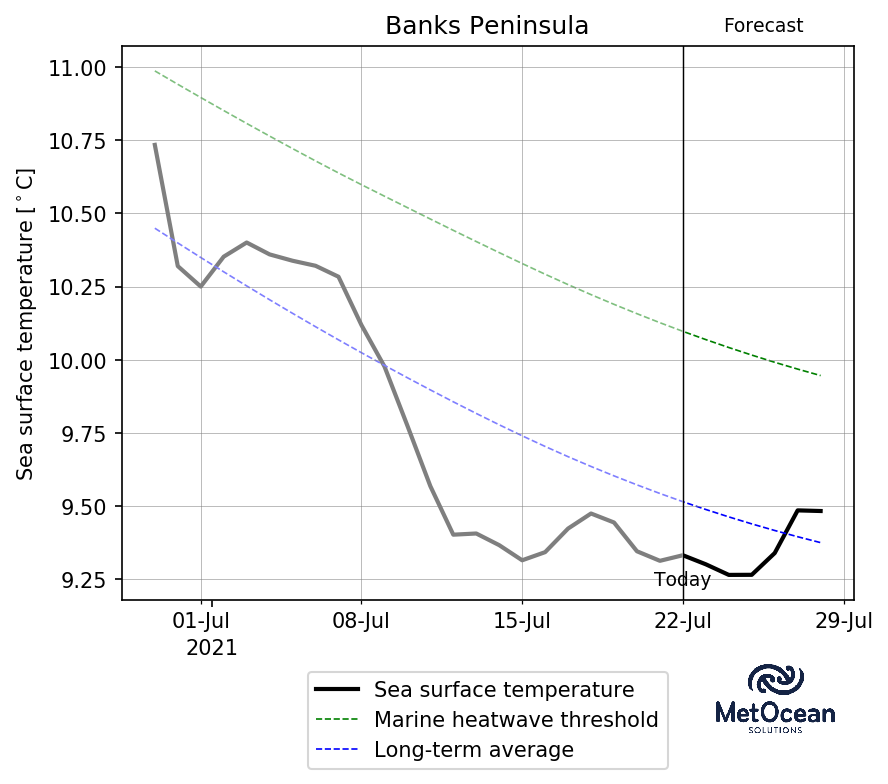 Banks Peninsula
Forecast
Sea surface temperature [°C]
11.00
10.75
10.50
10.25
10.00
9.75
9.50
9.25
Today
01-Jul
08-Jul
15-Jul
22-Jul
29-Jul
2021
Sea surface temperature
Marine heatwave threshold
Long-term average
MetOcean
SOLUTIONS